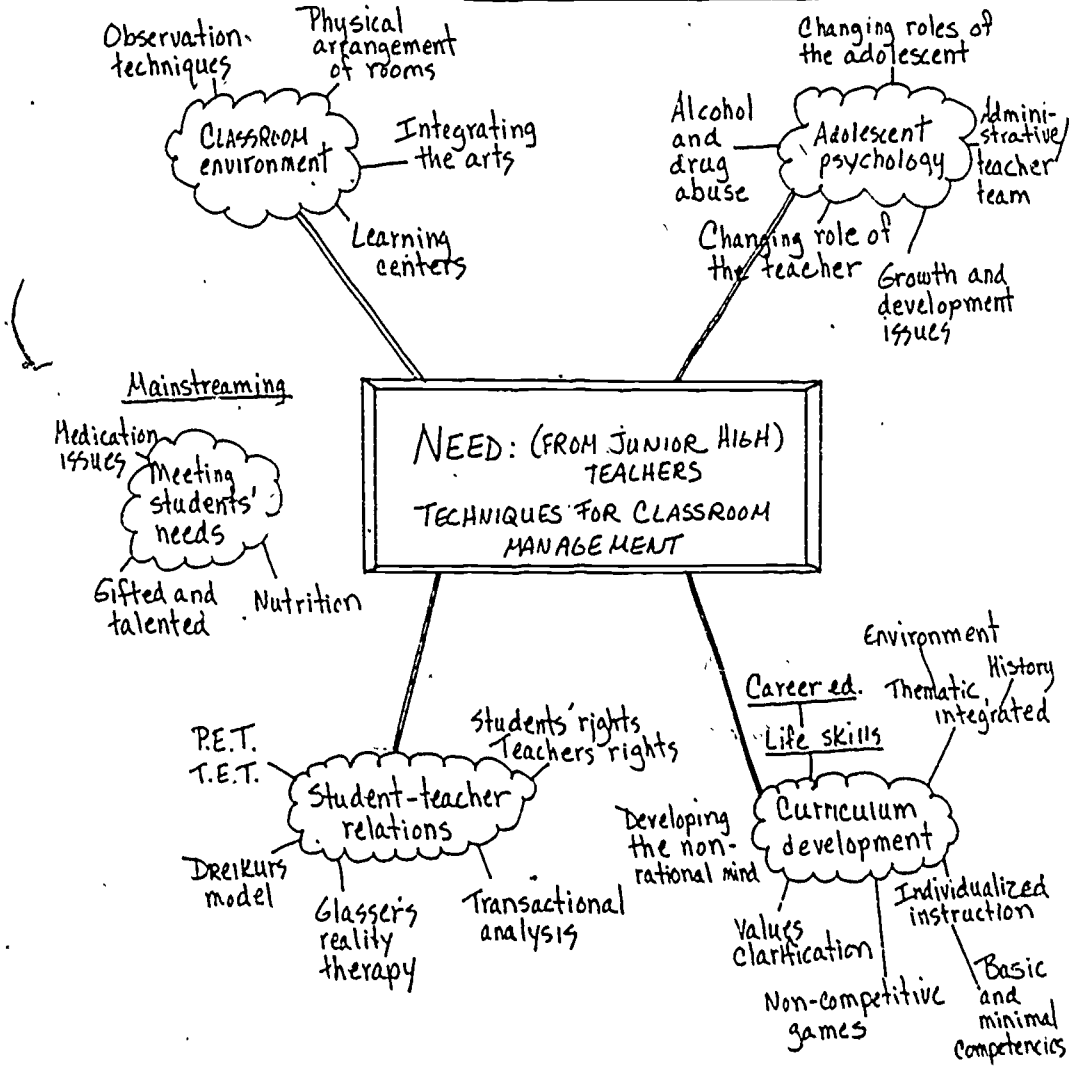 Observation
techniques
Physical
arrangement
of rooms
CLASSROOM
environment
Integrating
the arts
Learning
centers
Changing roles of
the adolescent
Alcohol
and
drug
abuse
Adolescent
psychology
Admini-
strative/
teacher
team
Changing role of
the teacher
Growth and
development
issues
Mainstreaming
Medication
issues
Meeting
students'
needs
Gifted and
talented
Nutrition
NEED: (FROM JUNIOR HIGH)
TEACHERS
TECHNIQUES FOR CLASSROOM
MANAGEMENT
P.E.T.
T.E.T.
Students' rights
Teachers' rights
Student-teacher
relations
Dreikurs
model
Glasser's
reality
therapy
Transactional
analysis
Environment
History
Career ed.
Thematic,
integrated
Life skills
Curriculum
development
Developing
the non-
rational mind
Values
clarification
Non-competitive
games
Individualized
instruction
Basic
and
minimal
competencies